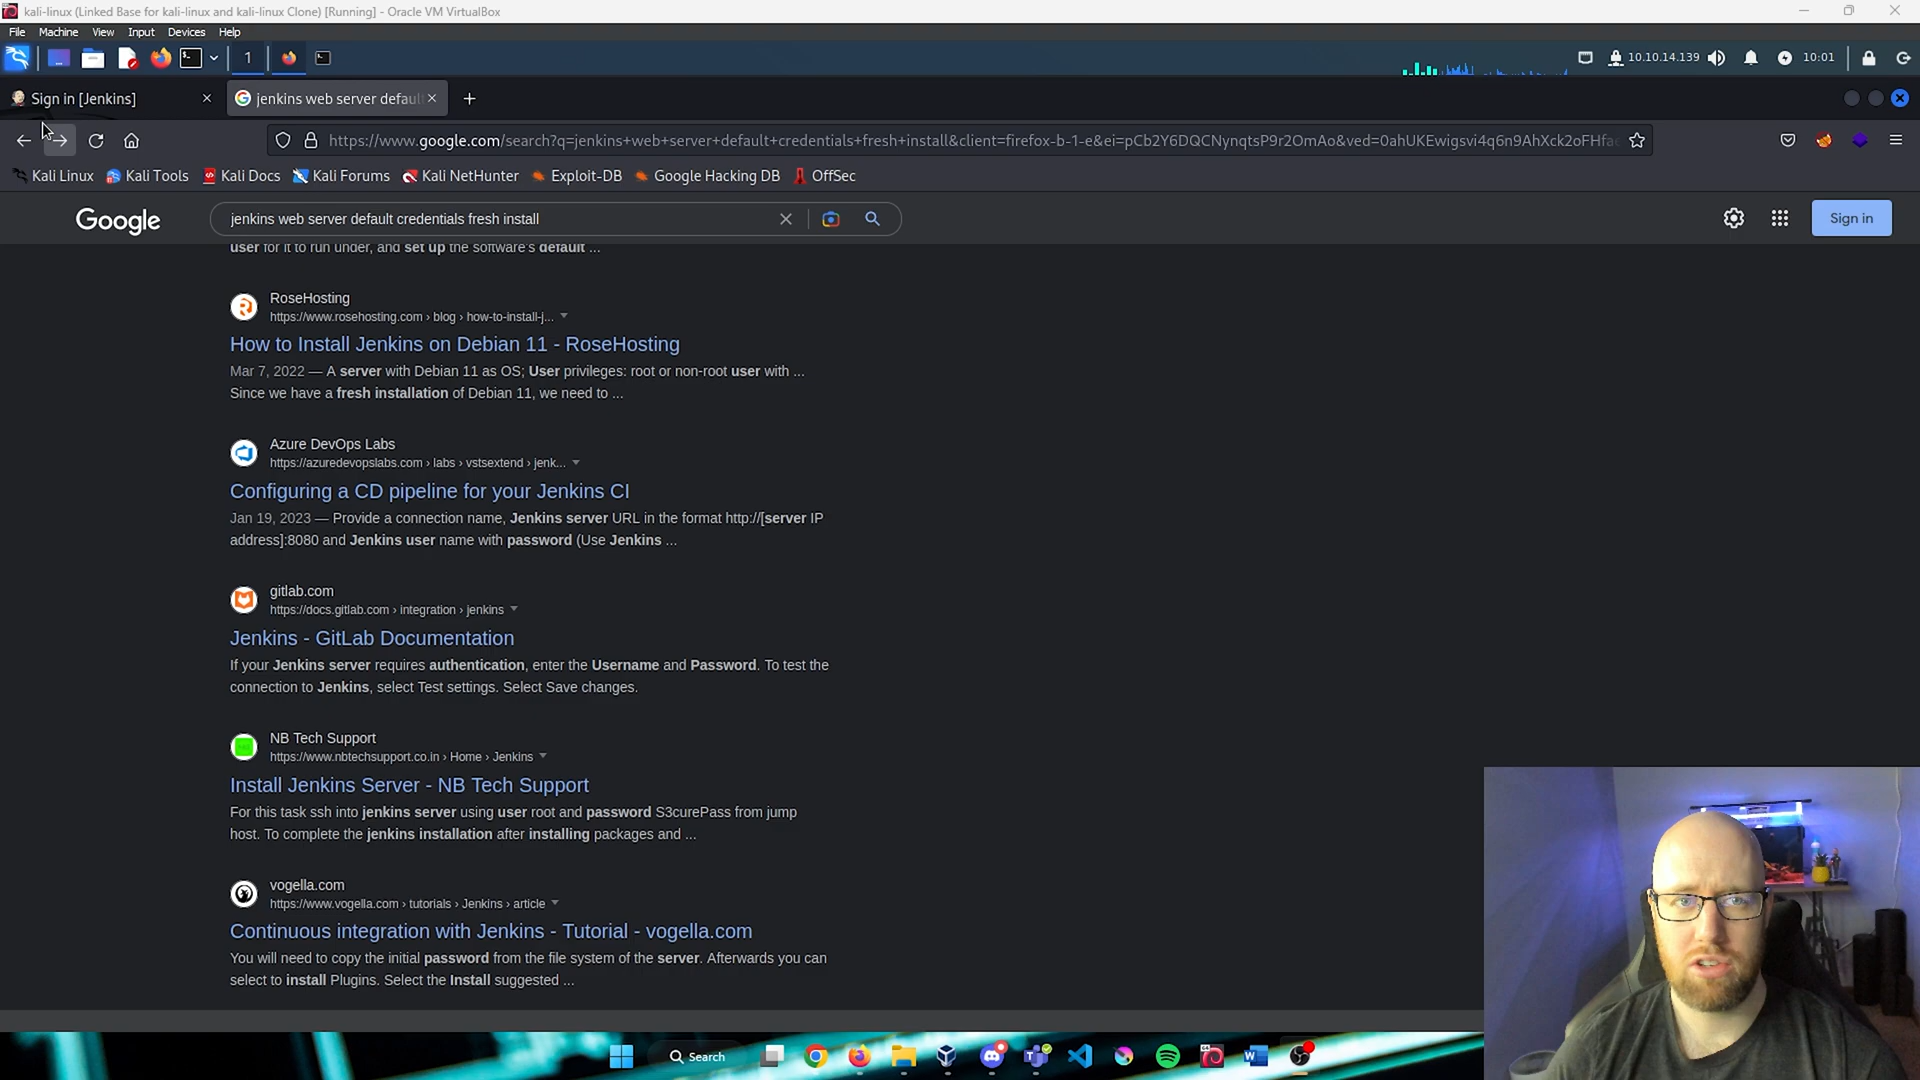 kali-linux (Linked Base for kali-linux and kali-linux Clone) [Running] - Oracle VM VirtualBox
File Machine View Input Devices Help
1 10.10.14.139 10:01
Sign in [Jenkins] jenkins web server defaul
https://www.google.com/search?q=jenkins+web+server+default+credentials+fresh+install&client=firefox-b-1-e&ei=pCb2Y6DQCNynqtsP9r2OmAo&ved=0ahUKEwigsvi4q6n9AhXck2oFHfae
Kali Linux Kali Tools Kali Docs Kali Forums Kali NetHunter Exploit-DB Google Hacking DB OffSec
Google jenkins web server default credentials fresh install Sign in
user for it to run under, and set up the software's default ...
RoseHosting
https://www.rosehosting.com › blog › how-to-install-j...
How to Install Jenkins on Debian 11 - RoseHosting
Mar 7, 2022 — A server with Debian 11 as OS; User privileges: root or non-root user with ...
Since we have a fresh installation of Debian 11, we need to ...
Azure DevOps Labs
https://azuredevopslabs.com › labs › vstsextend › jenk...
Configuring a CD pipeline for your Jenkins CI
Jan 19, 2023 — Provide a connection name, Jenkins server URL in the format http://[server IP
address]:8080 and Jenkins user name with password (Use Jenkins ...
gitlab.com
https://docs.gitlab.com › integration › jenkins
Jenkins - GitLab Documentation
If your Jenkins server requires authentication, enter the Username and Password. To test the
connection to Jenkins, select Test settings. Select Save changes.
NB Tech Support
https://www.nbtechsupport.co.in › Home › Jenkins
Install Jenkins Server - NB Tech Support
For this task ssh into jenkins server using user root and password S3curePass from jump
host. To complete the jenkins installation after installing packages and ...
vogella.com
https://www.vogella.com › tutorials › Jenkins › article
Continuous integration with Jenkins - Tutorial - vogella.com
You will need to copy the initial password from the file system of the server. Afterwards you can
select to install Plugins. Select the Install suggested ...
Search